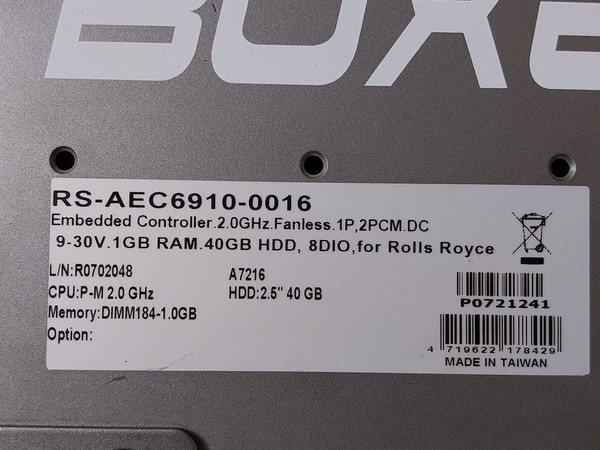 BOXE
RS-AEC6910-0016
Embedded Controller.2.0GHz.Fanless.1P,2PCM.DC
9-30V.1GB RAM.40GB HDD, 8DIO,for Rolls Royce
L/N:R0702048 A7216
CPU:P-M 2.0 GHz HDD:2.5" 40 GB
Memory:DIMM184-1.0GB
Option:
P0721241
4 719622 178429
MADE IN TAIWAN